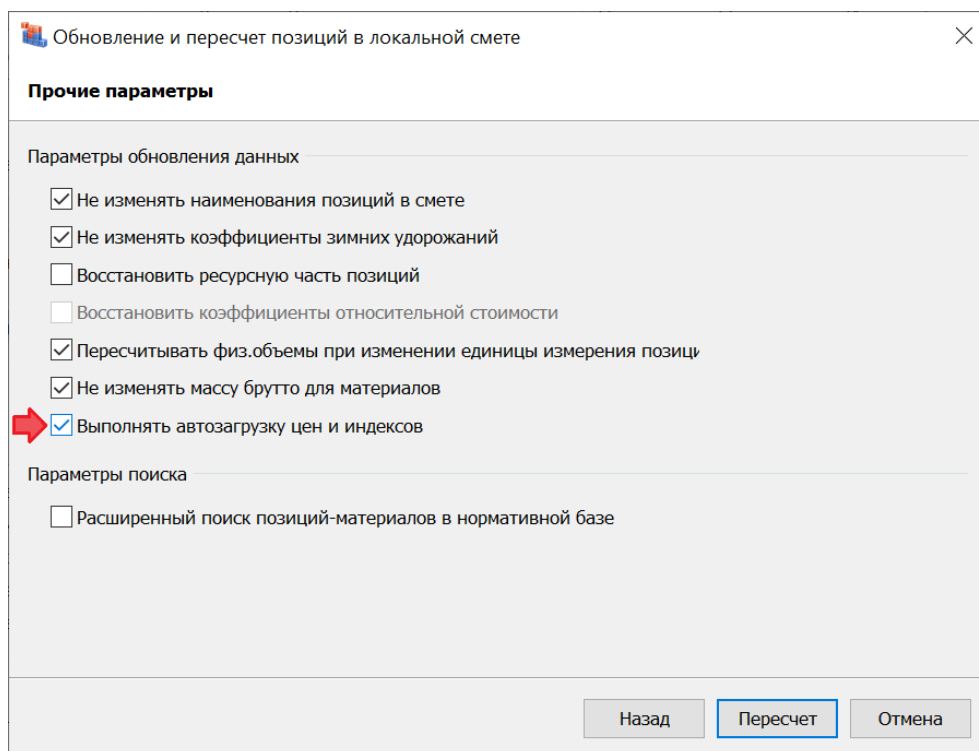 Обновление и пересчет позиций в локальной смете
Прочие параметры
Параметры обновления данных
Не изменять наименования позиций в смете
Не изменять коэффициенты зимних удорожаний
Восстановить ресурсную часть позиций
Восстановить коэффициенты относительной стоимости
Пересчитывать физ.объемы при изменении единицы измерения позици
Не изменять массу брутто для материалов
Выполнять автозагрузку цен и индексов
Параметры поиска
Расширенный поиск позиций-материалов в нормативной базе
Назад Пересчет Отмена